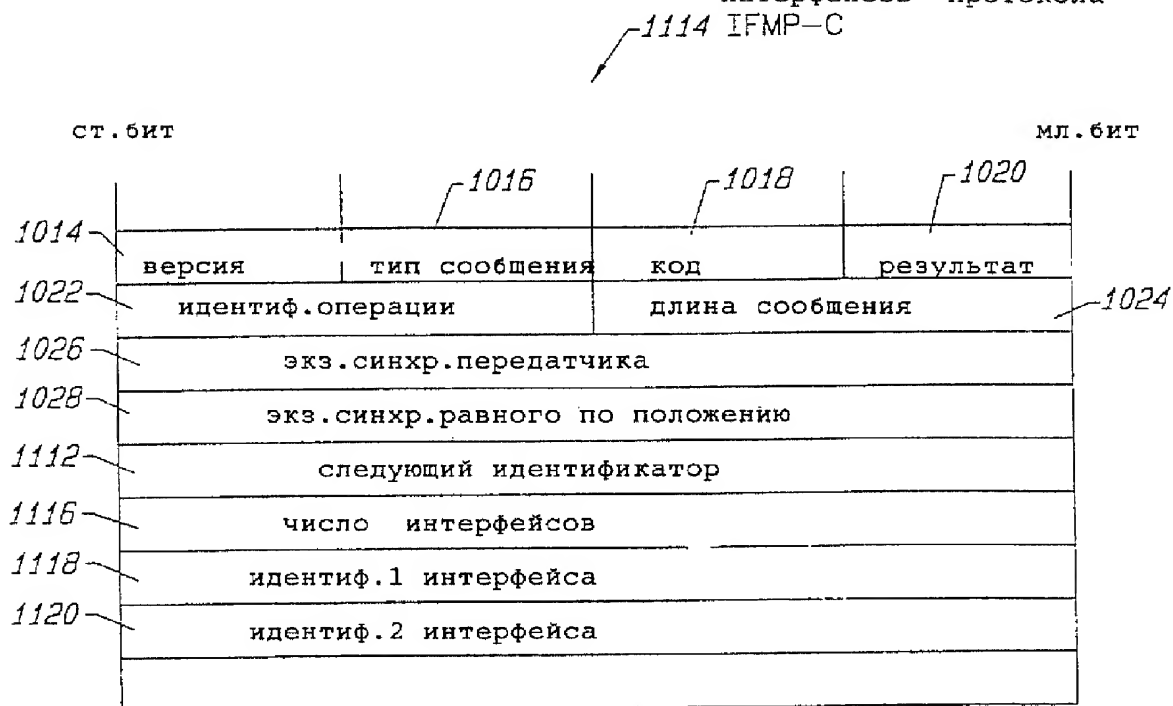 интерфейсов протокола
1114 IFMP-C
ст.бит мл.бит
1016 1018 1020
1014
версия тип сообщения код результат
1022 идентиф.операции длина сообщения 1024
1026 экз.синхр.передатчика
1028 экз.синхр.равного по положению
1112 следующий идентификатор
1116 число интерфейсов
1118 идентиф.1 интерфейса
1120 идентиф.2 интерфейса